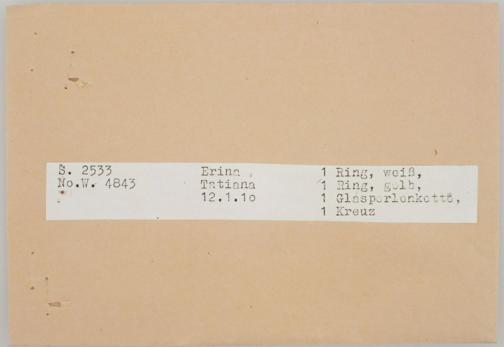 S. 2533 Erina, 1 Ring, weiß,
No.W. 4843 Tatiana 1 Ring, gelb,
12.1.10 1 Glasperlenkette,
1 Kreuz